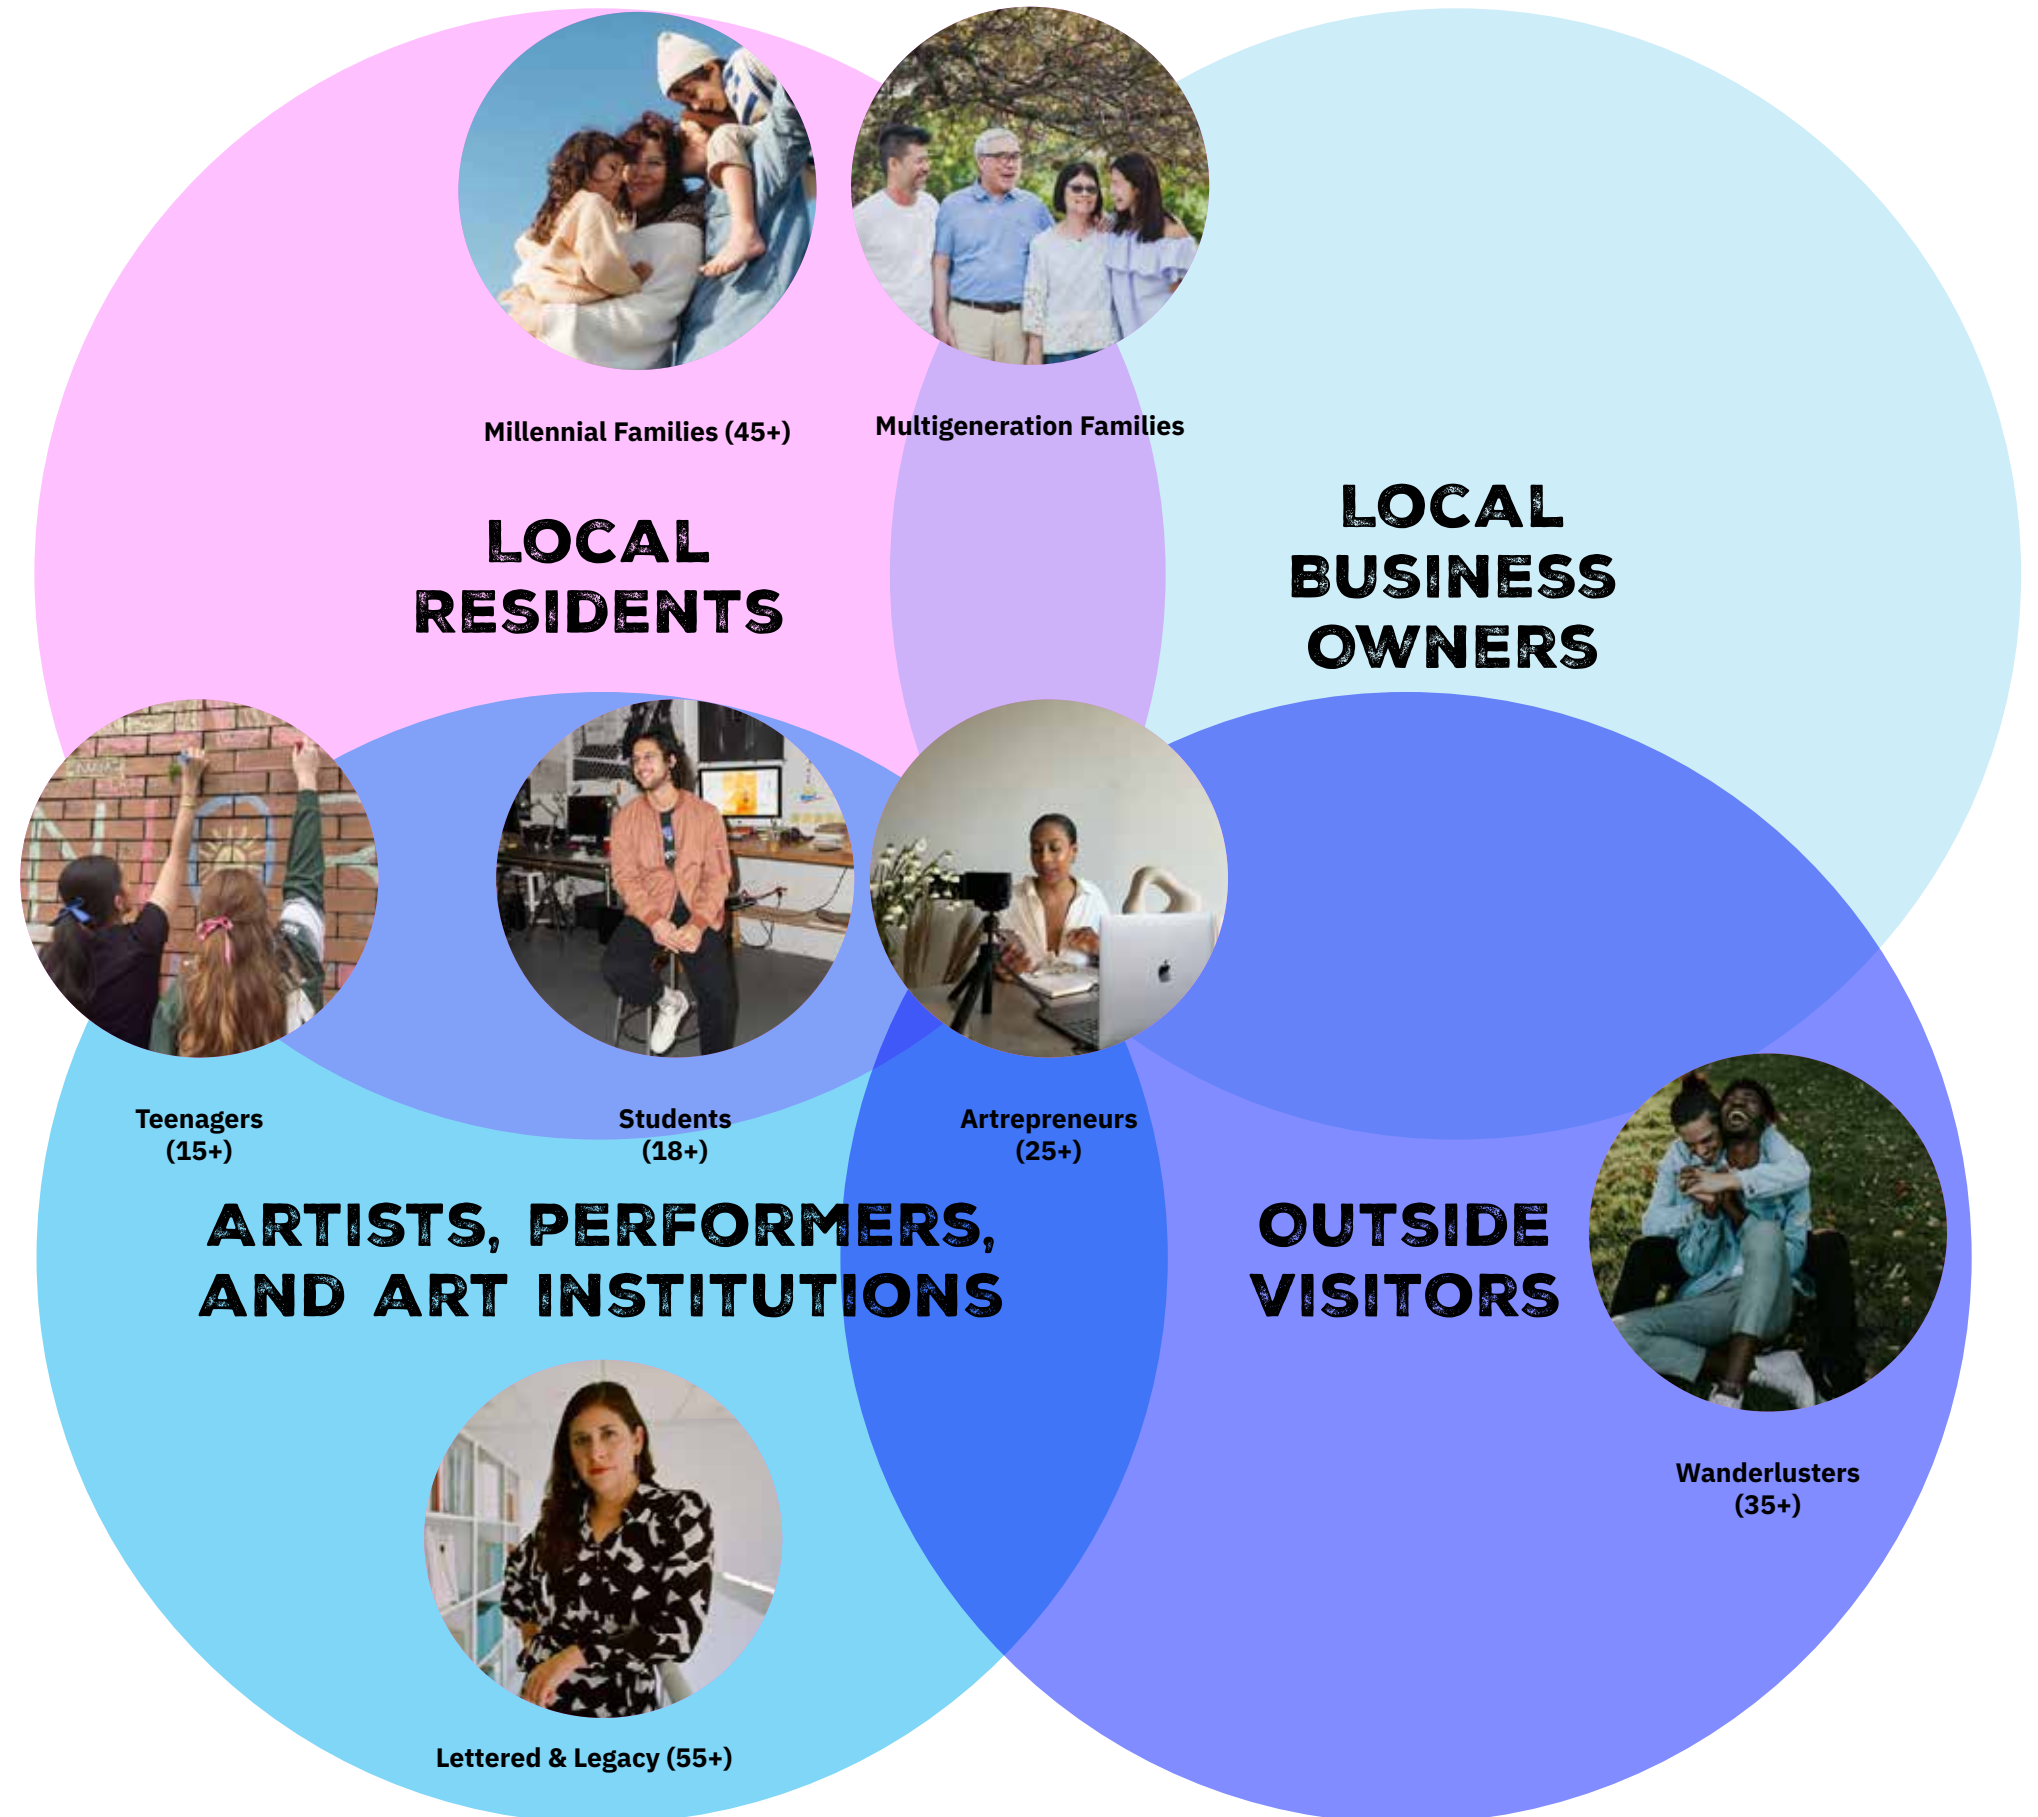 Millennial Families (45+)
Multigeneration Families
LOCAL
RESIDENTS
LOCAL
BUSINESS
OWNERS
Teenagers
(15+)
Students
(18+)
Artrepreneurs
(25+)
ARTISTS, PERFORMERS,
AND ART INSTITUTIONS
OUTSIDE
VISITORS
Wanderlusters
(35+)
Lettered & Legacy (55+)